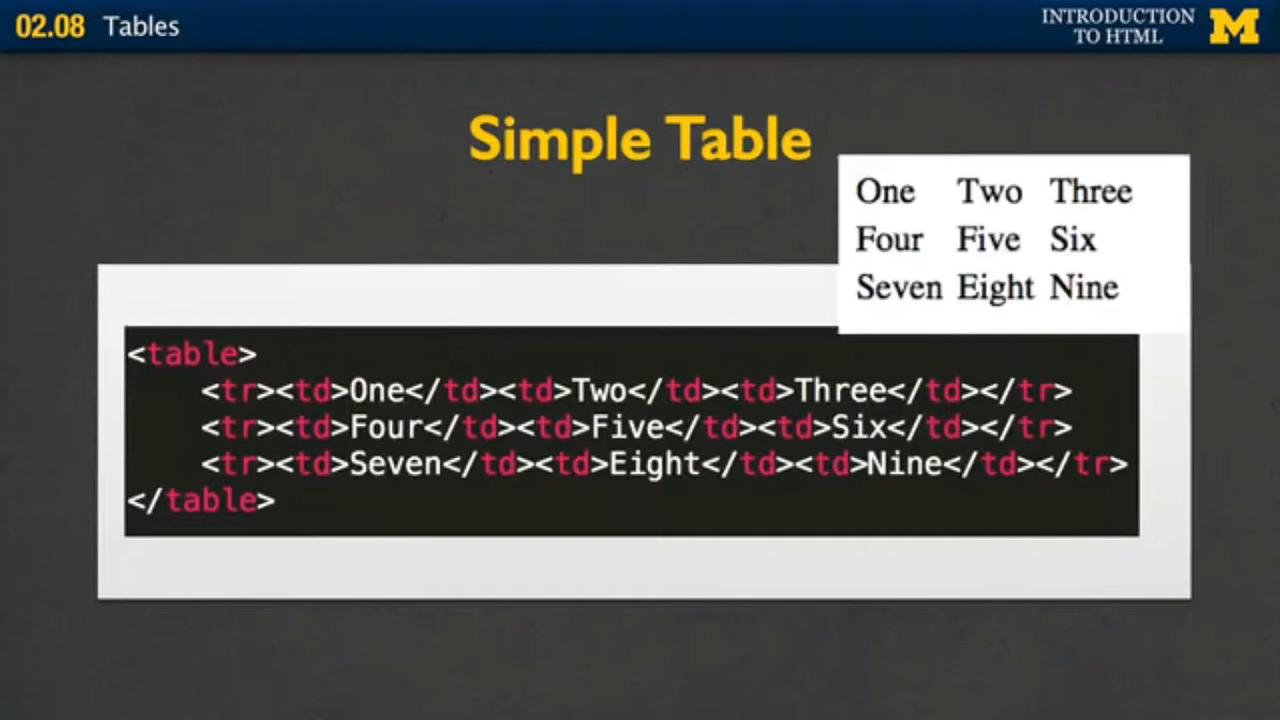 02.08 Tables
INTRODUCTION
TO HTML
M
Simple Table
One Two Three
Four Five Six
Seven Eight Nine
<table>
    <tr><td>One</td><td>Two</td><td>Three</td></tr>
    <tr><td>Four</td><td>Five</td><td>Six</td></tr>
    <tr><td>Seven</td><td>Eight</td><td>Nine</td></tr>
</table>